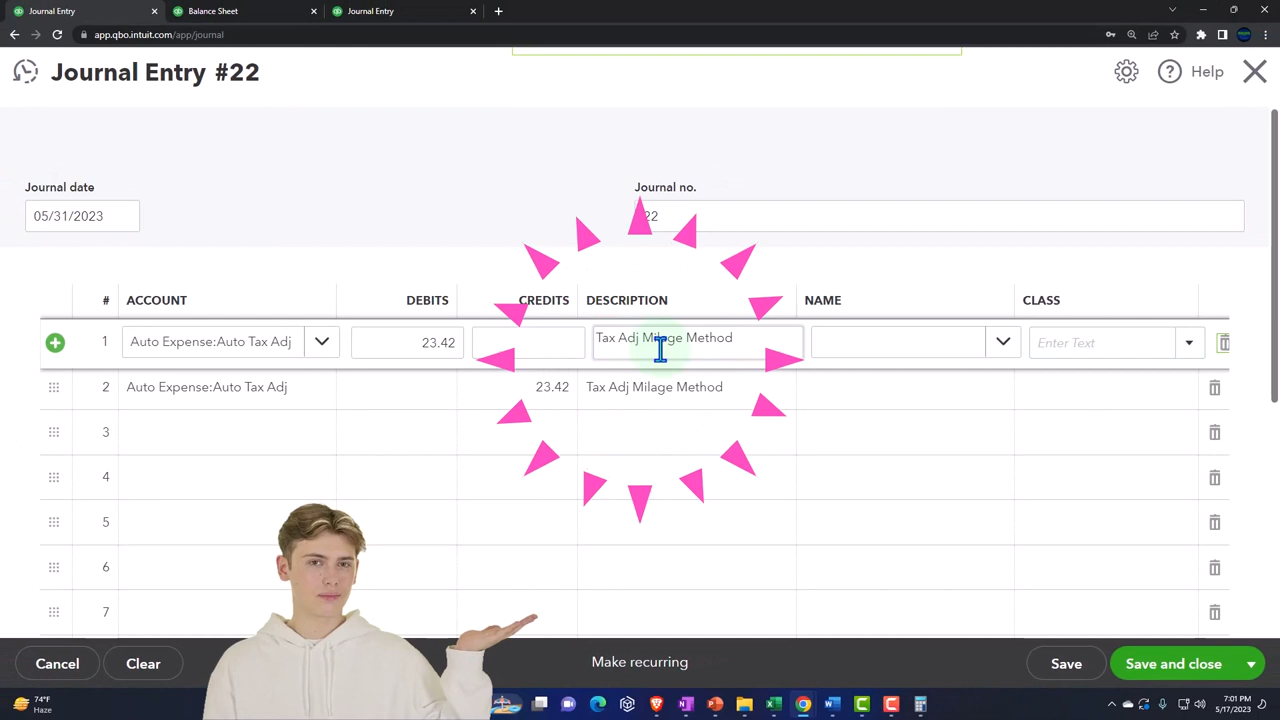 Journal Entry
Balance Sheet
Journal Entry
app.qbo.intuit.com/app/journal
Journal Entry #22
Help
Journal date
Journal no.
05/31/2023
22
# ACCOUNT DEBITS CREDITS DESCRIPTION NAME CLASS
1 Auto Expense:Auto Tax Adj 23.42 Tax Adj Milage Method Enter Text
2 Auto Expense:Auto Tax Adj 23.42 Tax Adj Milage Method
3
4
5
6
7
Cancel Clear Make recurring Save Save and close
74°F
Haze
7:01 PM
5/17/2023